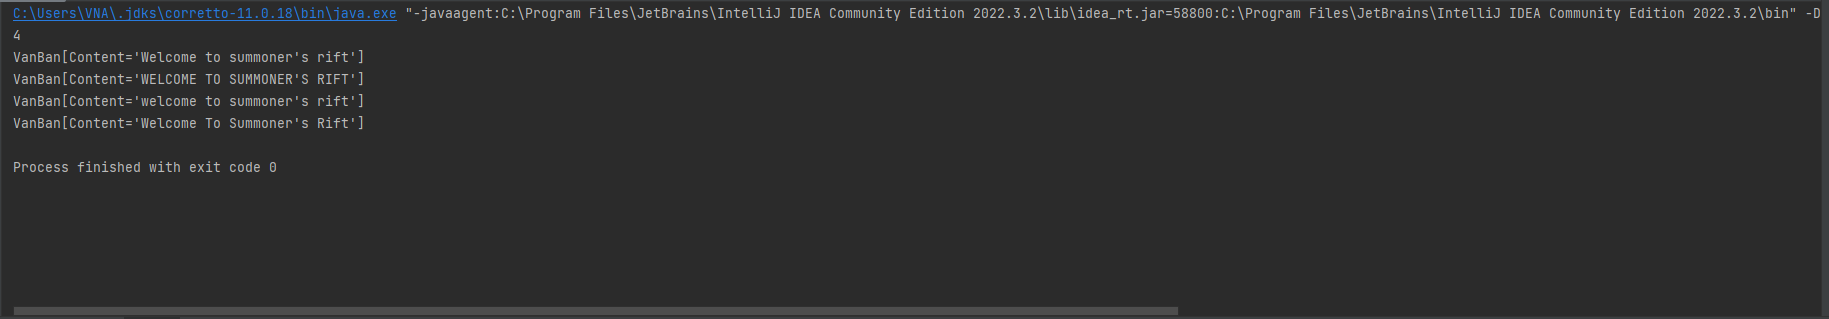 C:\Users\VNA\.jdks\corretto-11.0.18\bin\java.exe "-javaagent:C:\Program Files\JetBrains\IntelliJ IDEA Community Edition 2022.3.2\lib\idea_rt.jar=58800:C:\Program Files\JetBrains\IntelliJ IDEA Community Edition 2022.3.2\bin" -D
4
VanBan[Content='Welcome to summoner's rift']
VanBan[Content='WELCOME TO SUMMONER'S RIFT']
VanBan[Content='welcome to summoner's rift']
VanBan[Content='Welcome To Summoner's Rift']
Process finished with exit code 0